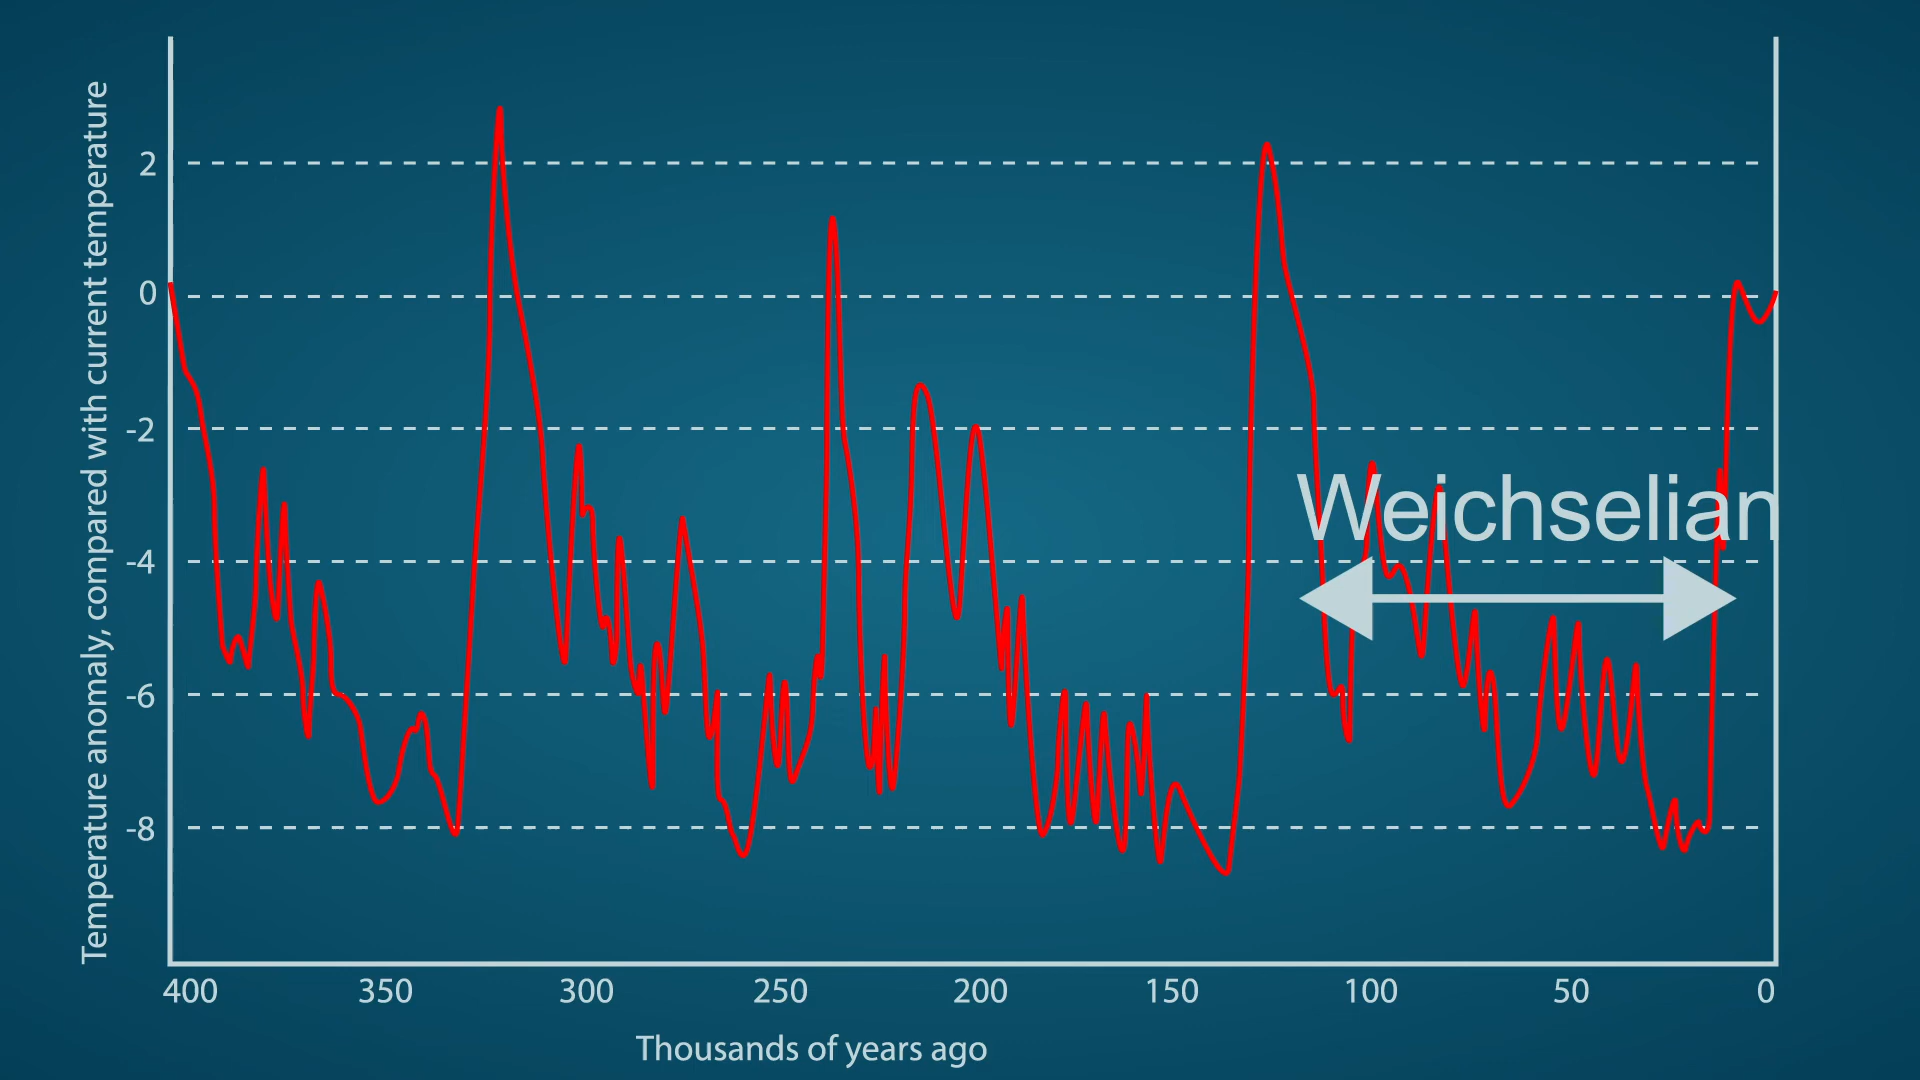 Temperature anomaly, compared with current temperature
2
0
-2
-4
-6
-8
Weichselian
400 350 300 250 200 150 100 50 0
Thousands of years ago